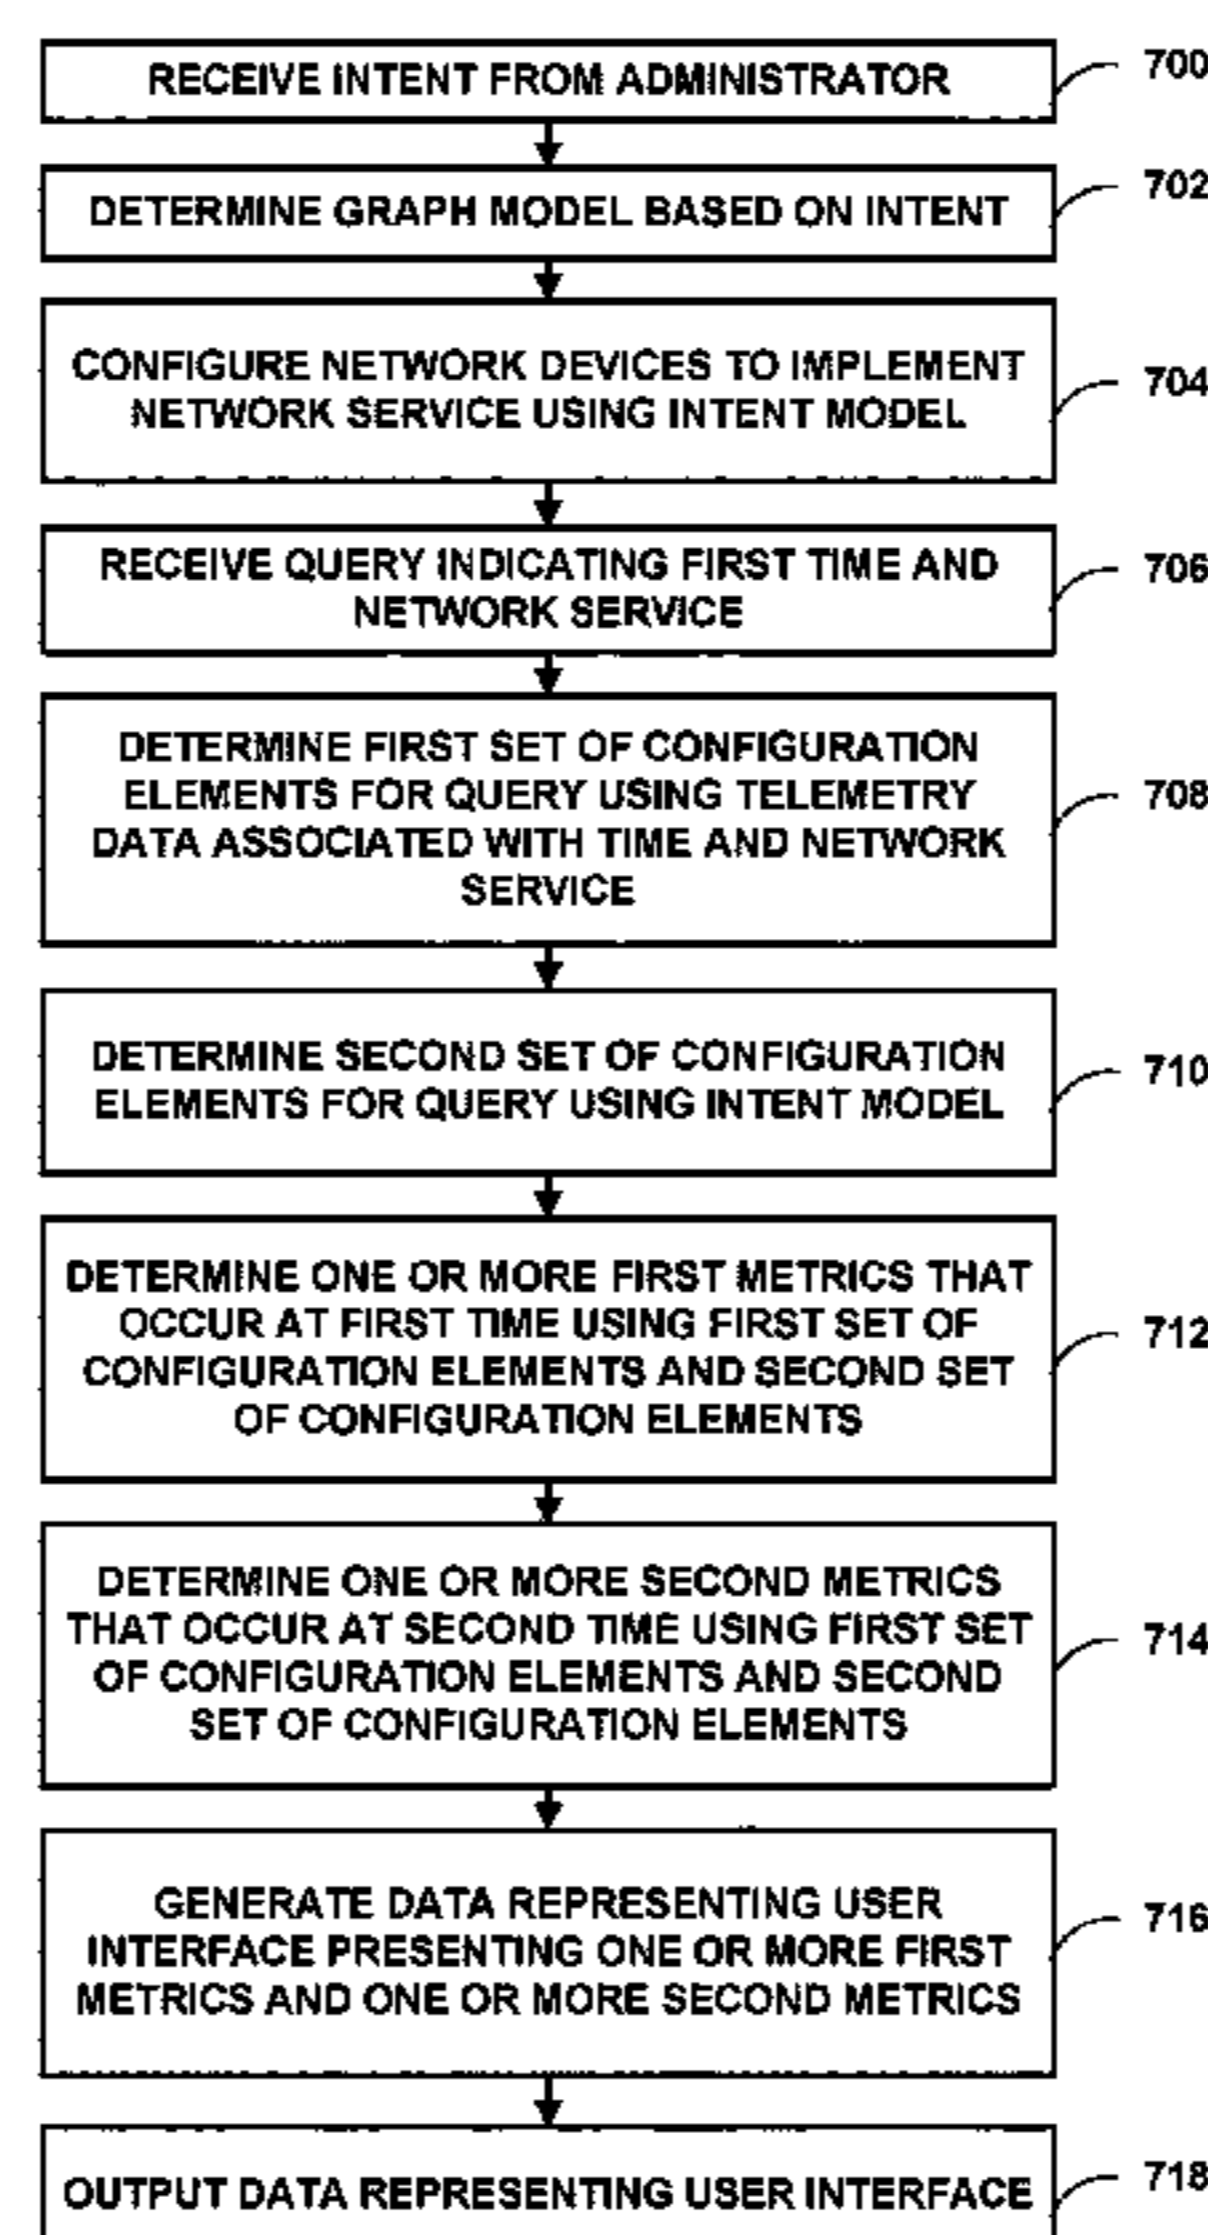 RECEIVE INTENT FROM ADMINISTRATOR
700
DETERMINE GRAPH MODEL BASED ON INTENT
702
CONFIGURE NETWORK DEVICES TO IMPLEMENT
NETWORK SERVICE USING INTENT MODEL
704
RECEIVE QUERY INDICATING FIRST TIME AND
NETWORK SERVICE
706
DETERMINE FIRST SET OF CONFIGURATION
ELEMENTS FOR QUERY USING TELEMETRY
DATA ASSOCIATED WITH TIME AND NETWORK
SERVICE
708
DETERMINE SECOND SET OF CONFIGURATION
ELEMENTS FOR QUERY USING INTENT MODEL
710
DETERMINE ONE OR MORE FIRST METRICS THAT
OCCUR AT FIRST TIME USING FIRST SET OF
CONFIGURATION ELEMENTS AND SECOND SET
OF CONFIGURATION ELEMENTS
712
DETERMINE ONE OR MORE SECOND METRICS
THAT OCCUR AT SECOND TIME USING FIRST SET
OF CONFIGURATION ELEMENTS AND SECOND
SET OF CONFIGURATION ELEMENTS
714
GENERATE DATA REPRESENTING USER
INTERFACE PRESENTING ONE OR MORE FIRST
METRICS AND ONE OR MORE SECOND METRICS
716
OUTPUT DATA REPRESENTING USER INTERFACE
718